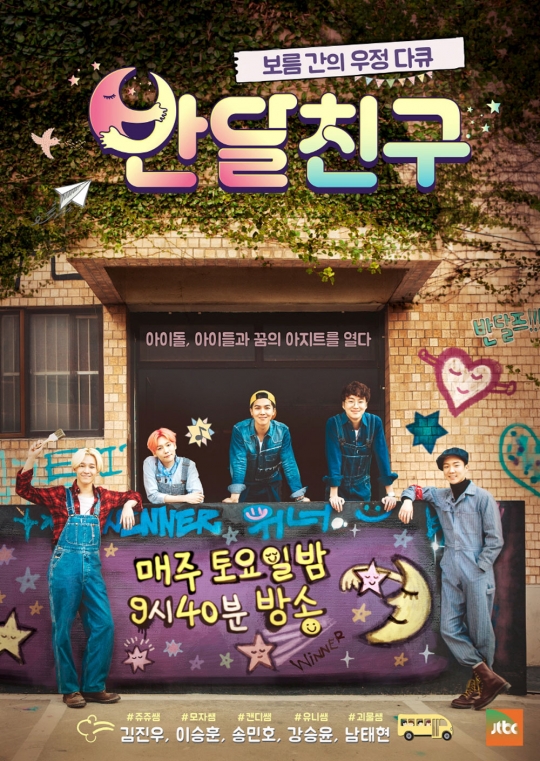 보름 간의 우정 다큐
반달친구
아이돌, 아이들과 꿈의 아지트를 열다
반달즈!!!
WINNER 위너
매주 토요일밤
9시40분 방송
WINNER
#쥬쥬쌤 #모자쌤 #캔디쌤 #유니쌤 #괴물쌤
김진우, 이승훈, 송민호, 강승윤, 남태현
jtbc